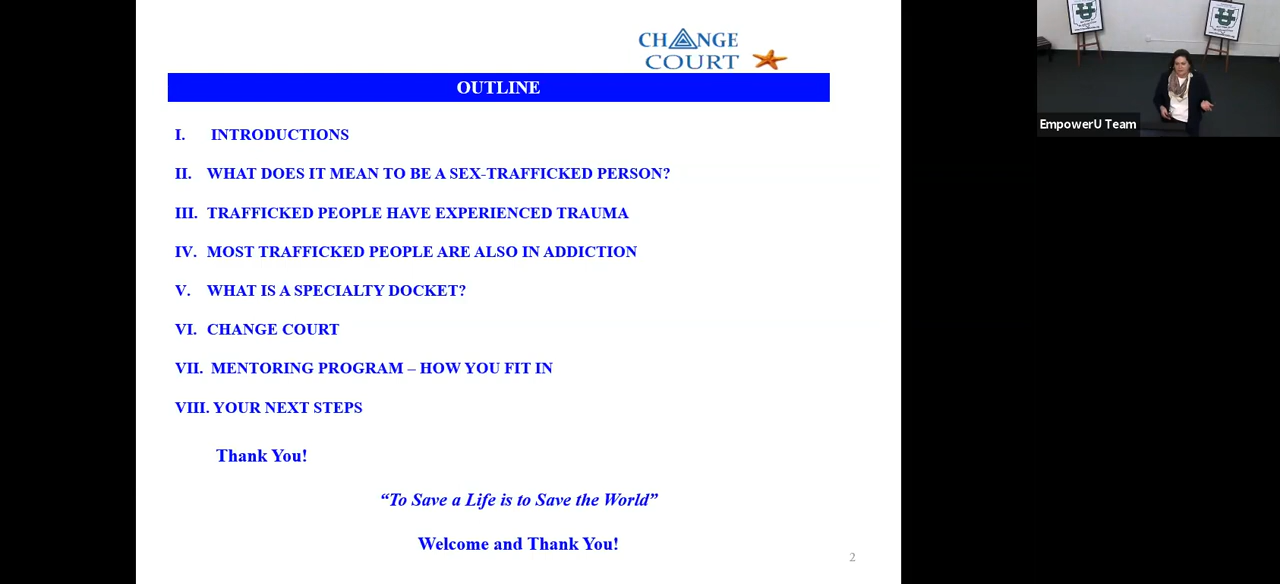 CHANGE
COURT
OUTLINE
I. INTRODUCTIONS
II. WHAT DOES IT MEAN TO BE A SEX-TRAFFICKED PERSON?
III. TRAFFICKED PEOPLE HAVE EXPERIENCED TRAUMA
IV. MOST TRAFFICKED PEOPLE ARE ALSO IN ADDICTION
V. WHAT IS A SPECIALTY DOCKET?
VI. CHANGE COURT
VII. MENTORING PROGRAM – HOW YOU FIT IN
VIII. YOUR NEXT STEPS
Thank You!
“To Save a Life is to Save the World”
Welcome and Thank You!
2
EmpowerU Team